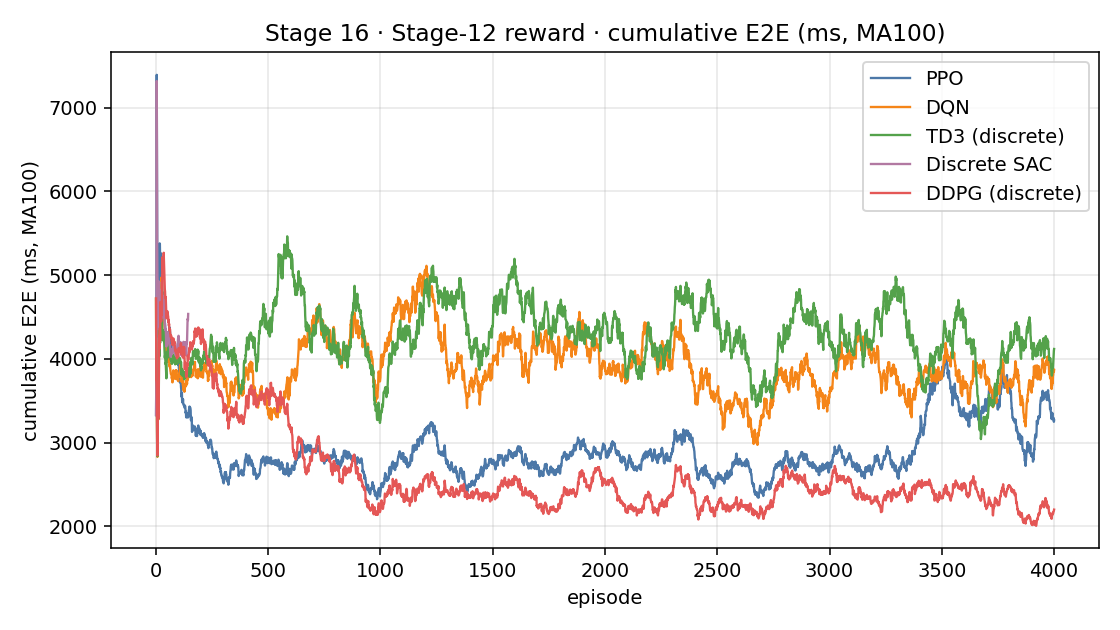 Stage 16 · Stage-12 reward · cumulative E2E (ms, MA100)
cumulative E2E (ms, MA100)
7000
6000
5000
4000
3000
2000
PPO
DQN
TD3 (discrete)
Discrete SAC
DDPG (discrete)
0
500
1000
1500
2000
2500
3000
3500
4000
episode